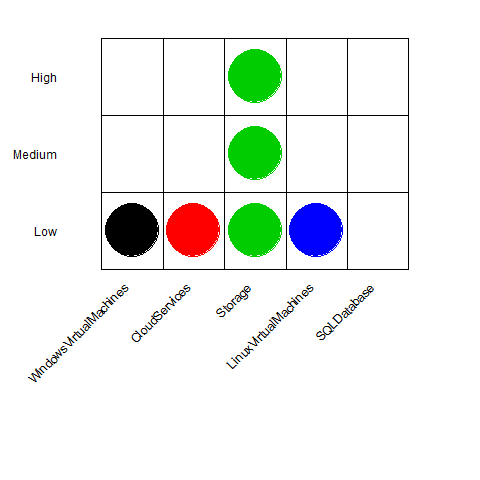 High
Medium
Low
WindowsVirtualMachines
CloudServices
Storage
LinuxVirtualMachines
SQLDatabase